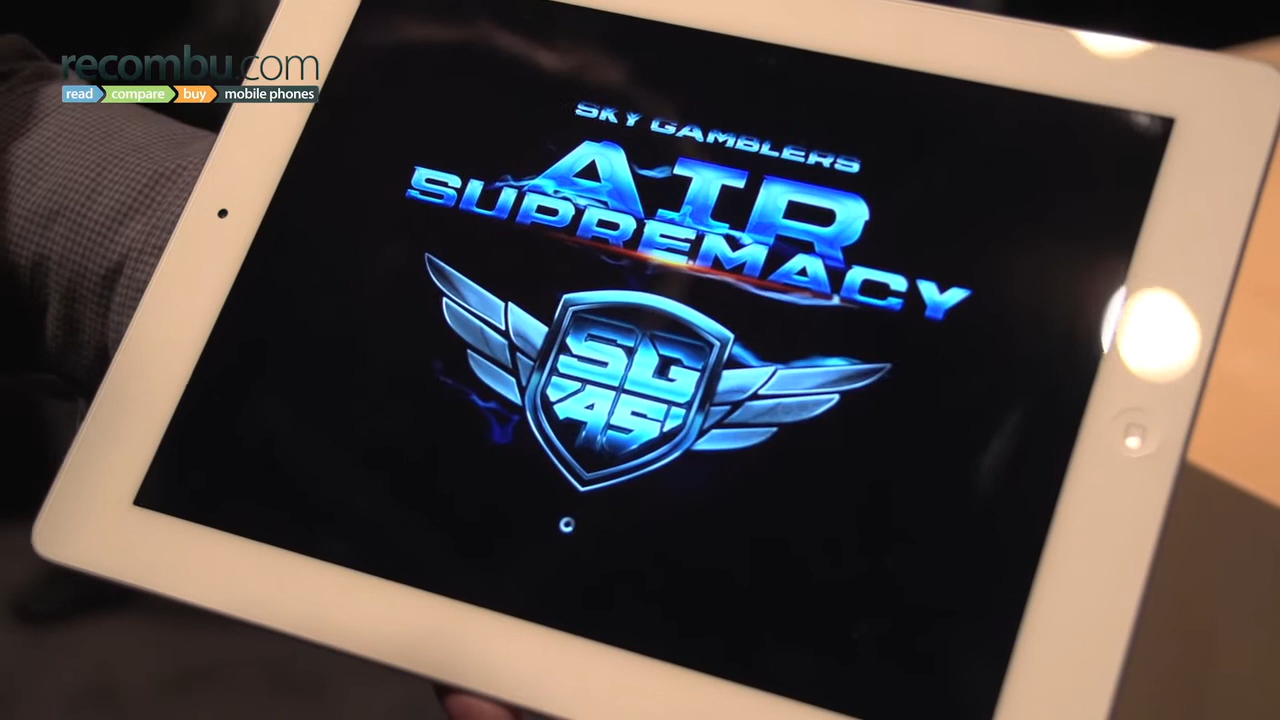 recombu.com
read compare buy mobile phones
SKY GAMBLERS
AIR
SUPREMACY
SG
'45'